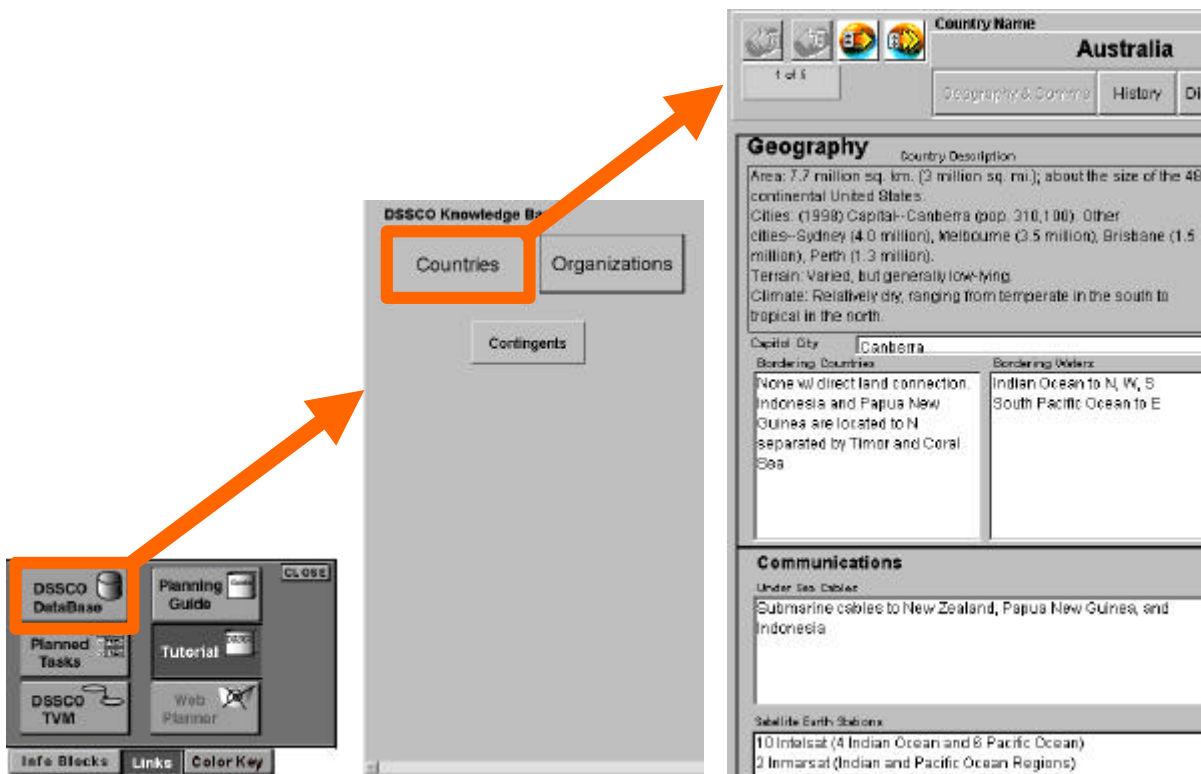 DSSCO
DataBase
Planning
Guide
CLOSE
Planned
Tasks
Tutorial
DSSCO
TVM
Web
Planner
Info Blocks
Links
Color Key
DSSCO Knowledge Ba
Countries
Organizations
Contingents
Country Name
Australia
1 of 6
Geography & Comms
History
Di
Geography
Country Description
Area: 7.7 million sq. km. (3 million sq. mi.); about the size of the 48
continental United States.
Cities: (1998) Capital--Canberra (pop. 310,100). Other
cities--Sydney (4.0 million), Melbourne (3.5 million), Brisbane (1.5
million), Perth (1.3 million).
Terrain: Varied, but generally low-lying.
Climate: Relatively dry, ranging from temperate in the south to
tropical in the north.
Capitol City
Canberra
Bordering Countries
None w/ direct land connection.
Indonesia and Papua New
Guinea are located to N
separated by Timor and Coral
Sea
Bordering Waters
Indian Ocean to N, W, S
South Pacific Ocean to E
Communications
Under Sea Cables
Submarine cables to New Zealand, Papua New Guinea, and
Indonesia
Satellite Earth Stations
10 Intelsat (4 Indian Ocean and 6 Pacific Ocean)
2 Inmarsat (Indian and Pacific Ocean Regions)